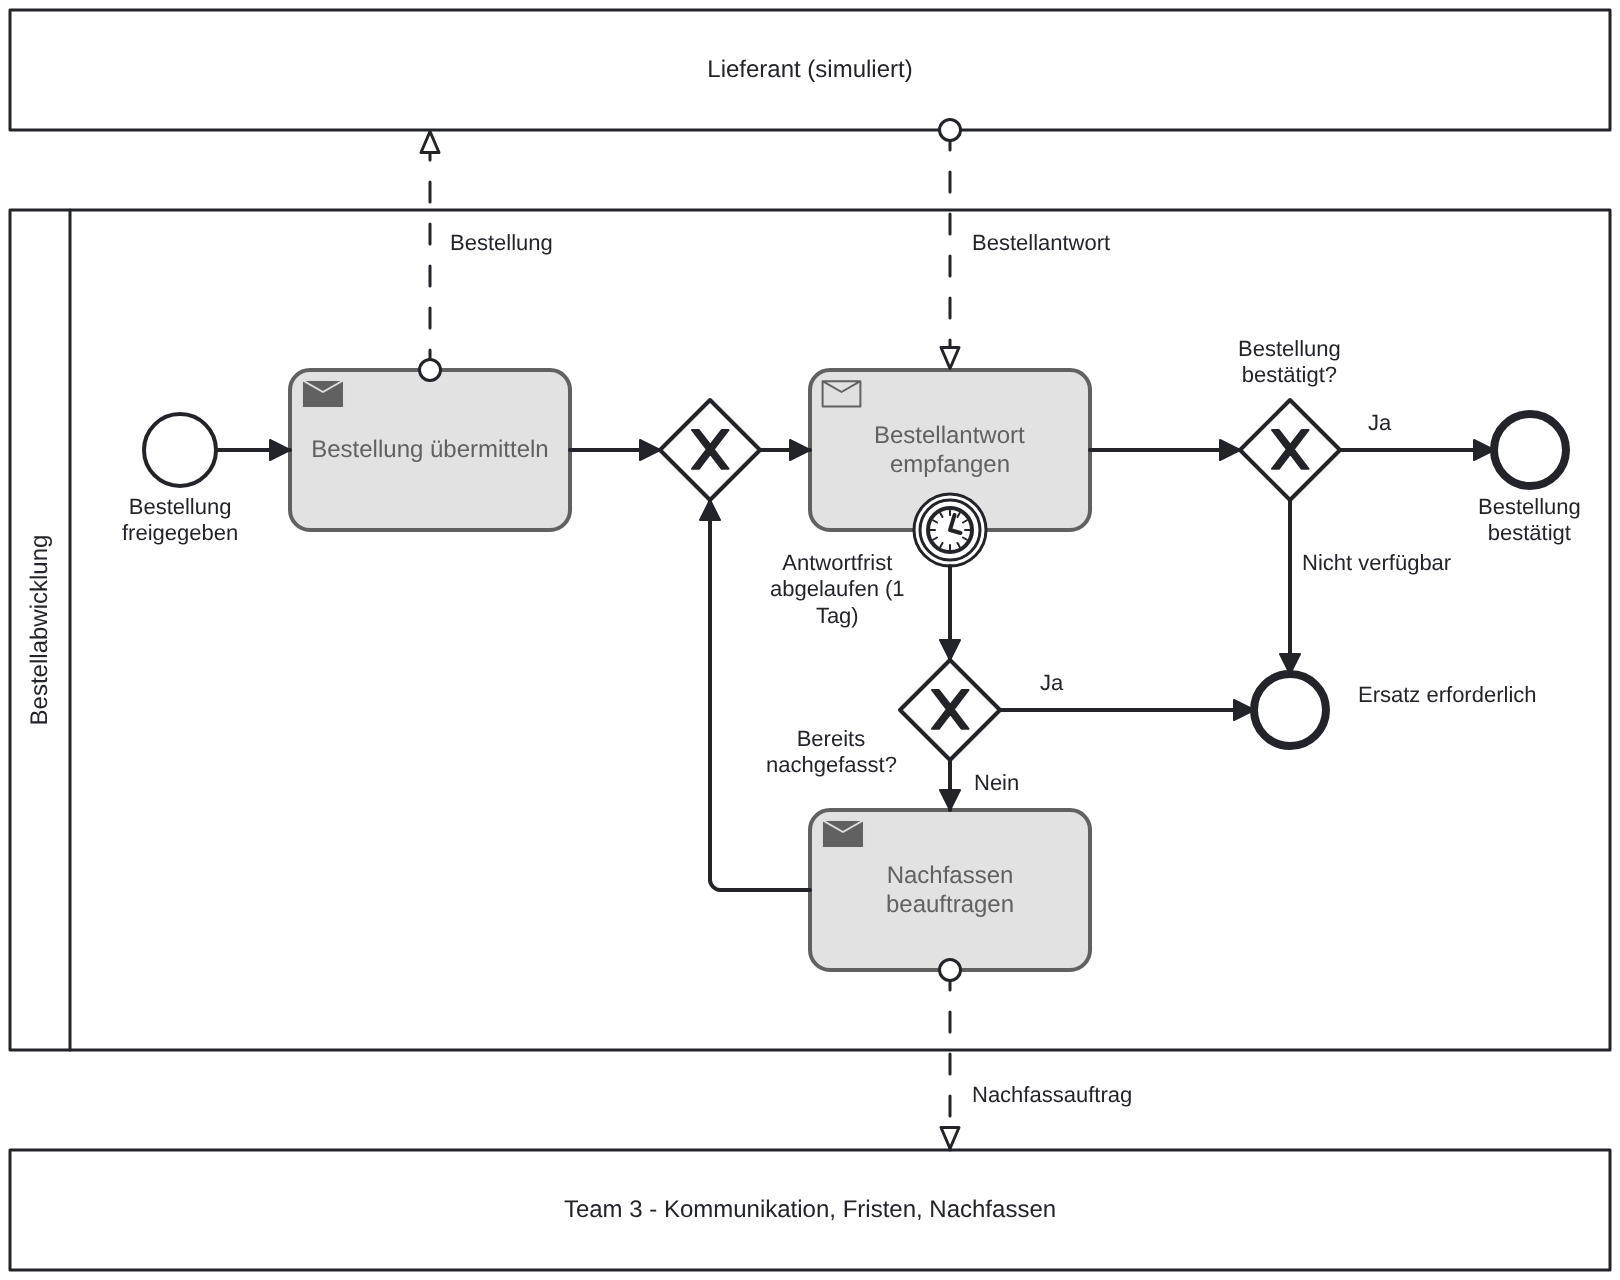 Lieferant (simuliert)
Bestellung
Bestellantwort
Bestellabwicklung
Bestellung
freigegeben
Bestellung übermitteln
Bestellantwort
empfangen
Antwortfrist
abgelaufen (1
Tag)
Bestellung
bestätigt?
Ja
Bestellung
bestätigt
Nicht verfügbar
Ja
Ersatz erforderlich
Bereits
nachgefasst?
Nein
Nachfassen
beauftragen
Nachfassauftrag
Team 3 - Kommunikation, Fristen, Nachfassen